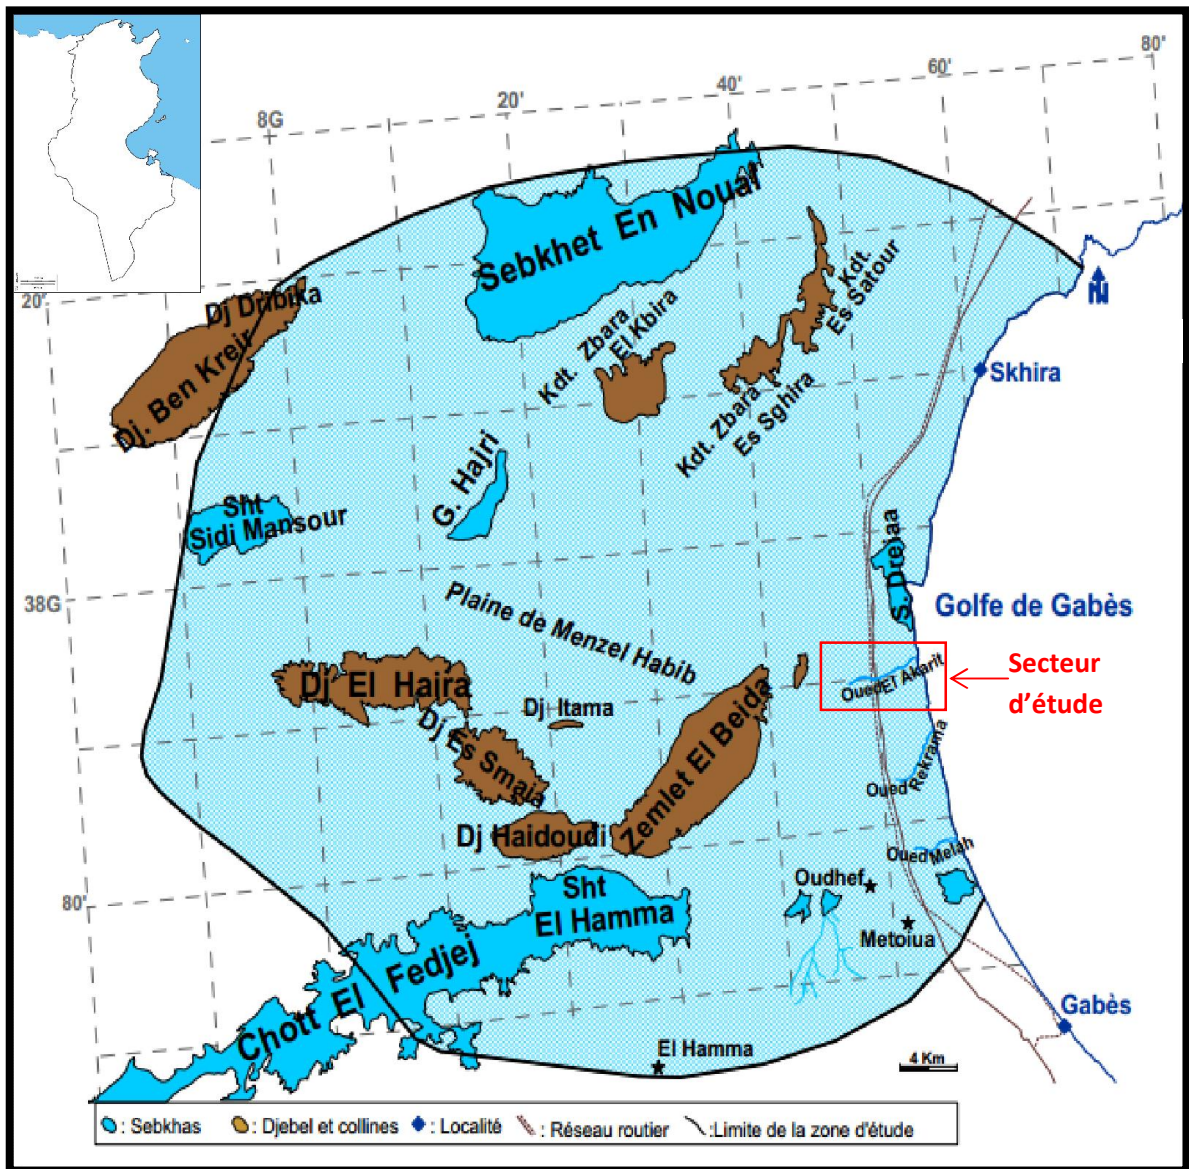 80'
60'
40'
20'
8G
Sebkhet En Noual
20'
Dj Dribika
Dj. Ben Kreir
Kdt. Zbara
El Kbira
Kdt.
Es Satour
Kdt. Zbara
Es Sghira
Skhira
G. Hajri
Sht
Sidi Mansour
S. Dreiaa
38G
Plaine de Menzel Habib
Golfe de Gabès
Oued El Akarit
Secteur
d'étude
Dj El Hajra
Dj Itama
Dj Es Smaia
Zemlet El Beida
Oued Rekrama
Dj Haidoudi
Oued Melah
Sht
El Hamma
Oudhef
80'
Metoiua
Chott El Fedjej
Gabès
El Hamma
4 Km
: Sebkhas
: Djebel et collines
: Localité
: Réseau routier
:Limite de la zone d'étude